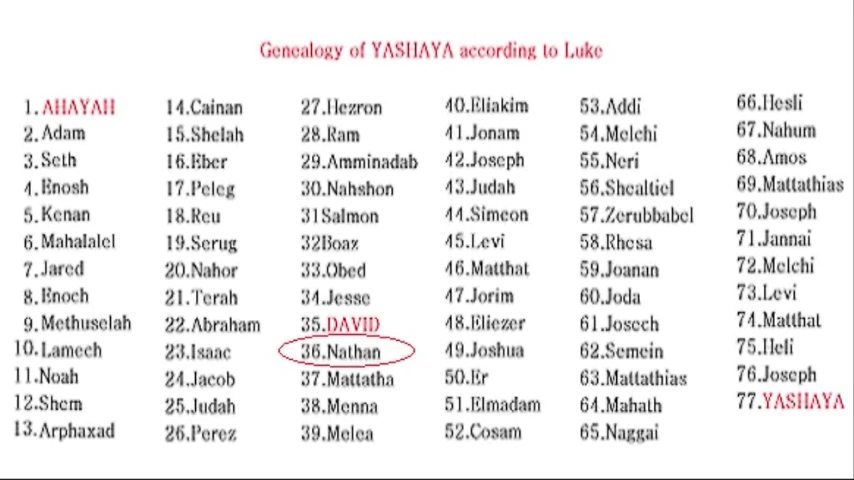 Genealogy of YASHAYA according to Luke
1. AHAYAH
2. Adam
3. Seth
4. Enosh
5. Kenan
6. Mahalalel
7. Jared
8. Enoch
9. Methuselah
10. Lamech
11.Noah
12.Shem
13.Arphaxad
14.Cainan
15.Shelah
16.Eber
17.Peleg
18.Reu
19.Serug
20.Nahor
21.Terah
22.Abraham
23.Isaac
24.Jacob
25.Judah
26.Perez
27.Hezron
28.Ram
29.Amminadab
30.Nahshon
31Salmon
32Boaz
33.Obed
34.Jesse
35.DAVID
36.Nathan
37.Mattatha
38.Menna
39.Melea
40.Eliakim
41.Jonam
42.Joseph
43.Judah
44.Simeon
45.Levi
46.Matthat
47.Jorim
48.Eliezer
49.Joshua
50.Er
51.Elmadam
52.Cosam
53.Addi
54.Melchi
55.Neri
56.Shealtiel
57.Zerubbabel
58.Rhesa
59.Joanan
60.Joda
61.Josech
62.Semein
63.Mattathias
64.Mahath
65.Naggai
66.Hesli
67.Nahum
68.Amos
69.Mattathias
70.Joseph
71.Jannai
72.Melchi
73.Levi
74.Matthat
75.Heli
76.Joseph
77.YASHAYA